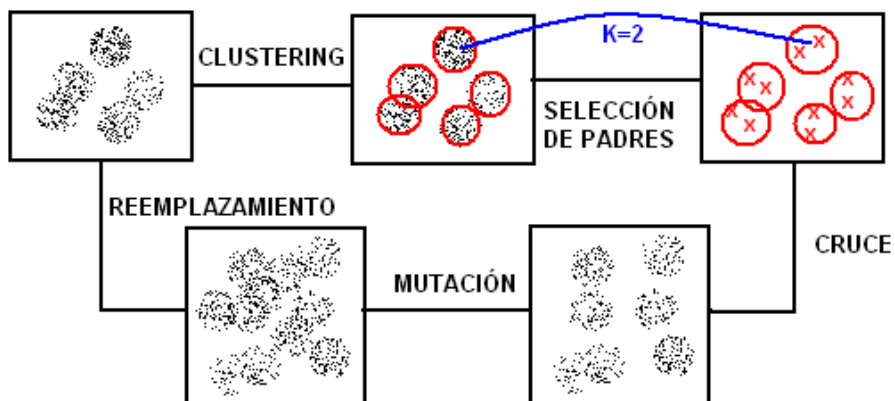 CLUSTERING
K=2
SELECCIÓN
DE PADRES
x x
x x
x x
x x
x x
x x
REEMPLAZAMIENTO
MUTACIÓN
CRUCE